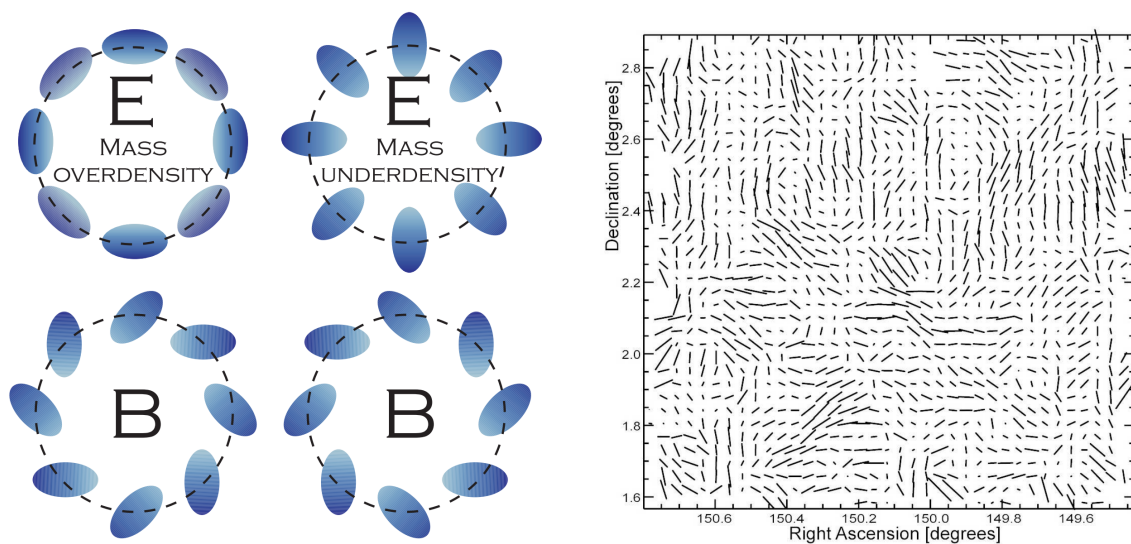 E
MASS
OVERDENSITY
E
MASS
UNDERDENSITY
B
B
Declination [degrees]
2.8
2.6
2.4
2.2
2.0
1.8
1.6
150.6
150.4
150.2
150.0
149.8
149.6
Right Ascension [degrees]